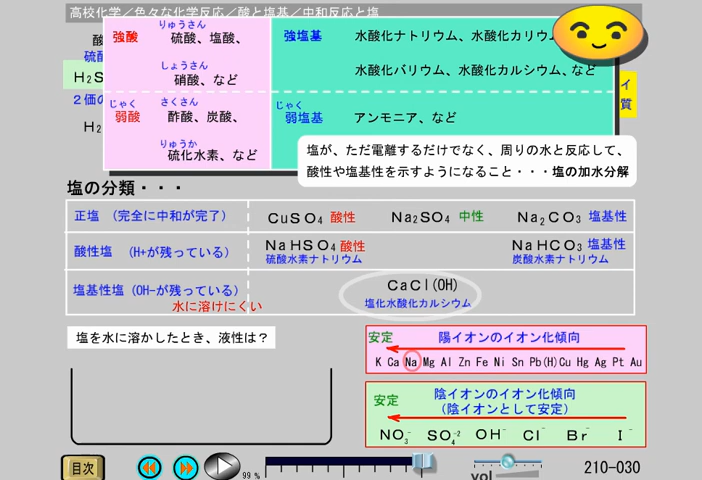 高校化学／色々な化学反応／酸と塩基／中和反応と塩
強酸
りゅうさん
硫酸、塩酸、
しょうさん
硝酸、など
強塩基
水酸化ナトリウム、水酸化カリウ
水酸化バリウム、水酸化カルシウム、など
じゃく
弱酸
さくさん
酢酸、炭酸、
りゅうか
硫化水素、など
じゃく
弱塩基
アンモニア、など
酸
硫酸
H₂S
2価の
H₂
イ
質
塩が、ただ電離するだけでなく、周りの水と反応して、
酸性や塩基性を示すようになること・・・塩の加水分解
塩の分類・・・
正塩 (完全に中和が完了) CuSO₄ 酸性 Na₂SO₄ 中性 Na₂CO₃ 塩基性
酸性塩 (H+が残っている) NaHSO₄ 酸性 NaHCO₃ 塩基性
硫酸水素ナトリウム 炭酸水素ナトリウム
塩基性塩 (OH−が残っている) CaCl(OH)
水に溶けにくい 塩化水酸化カルシウム
塩を水に溶かしたとき、液性は？
安定 陽イオンのイオン化傾向
K Ca Na Mg Al Zn Fe Ni Sn Pb (H) Cu Hg Ag Pt Au
安定 陰イオンのイオン化傾向
(陰イオンとして安定)
NO₃⁻ SO₄⁻² OH⁻ Cl⁻ Br⁻ I⁻
目次
99 %
vol
210-030